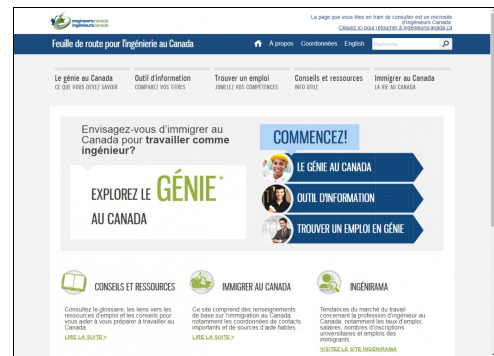 engineerscanada
ingénieurscanada
La page que vous êtes en train de consulter est un microsite
d'Ingénieurs Canada.
Cliquez ici pour retourner à ingénieurscanada.ca
Feuille de route pour l'ingénierie au Canada
À propos Coordonnées English Recherche
Le génie au Canada
CE QUE VOUS DEVEZ SAVOIR
Outil d'information
COMPAREZ VOS TITRES
Trouver un emploi
JUMELEZ VOS COMPÉTENCES
Conseils et ressources
INFO UTILE
Immigrer au Canada
LA VIE AU CANADA
Envisagez-vous d'immigrer au
Canada pour travailler comme
ingénieur?
EXPLOREZ LE GÉNIE*
AU CANADA
COMMENCEZ!
LE GÉNIE AU CANADA
OUTIL D'INFORMATION
TROUVER UN EMPLOI EN GÉNIE
CONSEILS ET RESSOURCES
Consultez le glossaire, les liens vers les
ressources d'emploi et les conseils pour
vous aider à vous préparer à travailler au
Canada.
LIRE LA SUITE >
IMMIGRER AU CANADA
Ce site comprend des renseignements
de base sur l'immigration au Canada,
notamment les coordonnées de contacts
importants et de sources d'aide fiables.
LIRE LA SUITE >
INGÉNIRAMA
Tendances du marché du travail
concernant la profession d'ingénieur au
Canada, notamment les taux d'emploi,
salaires, nombres d'inscriptions
universitaires et emplois des
immigrants.
VISITEZ LE SITE INGÉNIRAMA